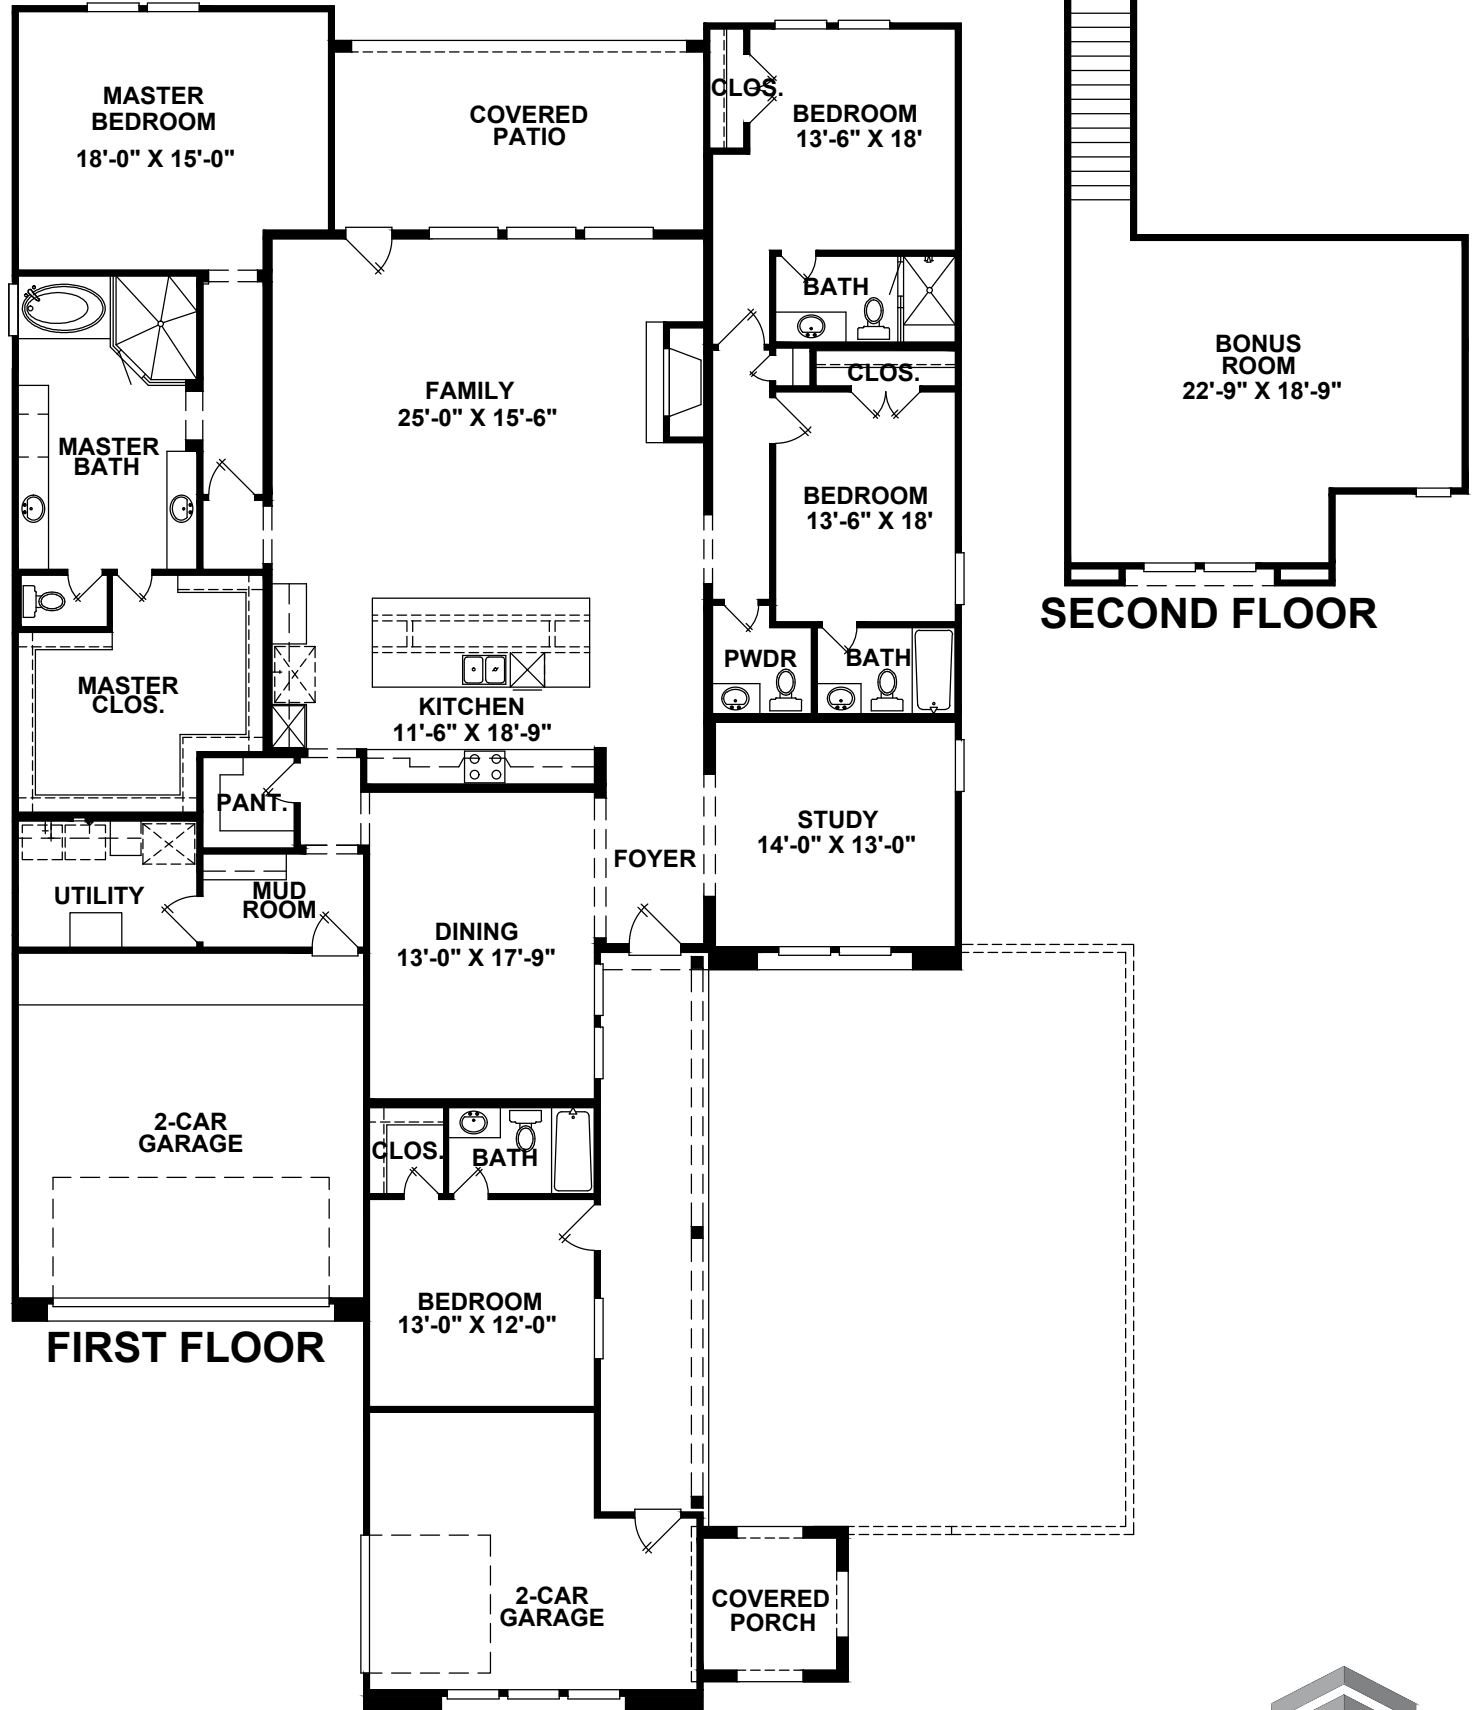 MASTER
BEDROOM
18'-0" X 15'-0"
COVERED
PATIO
CLOS.
BEDROOM
13'-6" X 18'
BATH
CLOS.
FAMILY
25'-0" X 15'-6"
MASTER
BATH
BEDROOM
13'-6" X 18'
BONUS
ROOM
22'-9" X 18'-9"
SECOND FLOOR
PWDR
BATH
MASTER
CLOS.
KITCHEN
11'-6" X 18'-9"
PANT.
STUDY
14'-0" X 13'-0"
FOYER
UTILITY
MUD
ROOM
DINING
13'-0" X 17'-9"
2-CAR
GARAGE
CLOS.
BATH
BEDROOM
13'-0" X 12'-0"
FIRST FLOOR
2-CAR
GARAGE
COVERED
PORCH